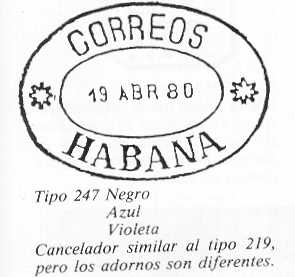 CORREOS
19 ABR 80
HABANA
Tipo 247 Negro
Azul
Violeta
Cancelador similar al tipo 219,
pero los adornos son diferentes.